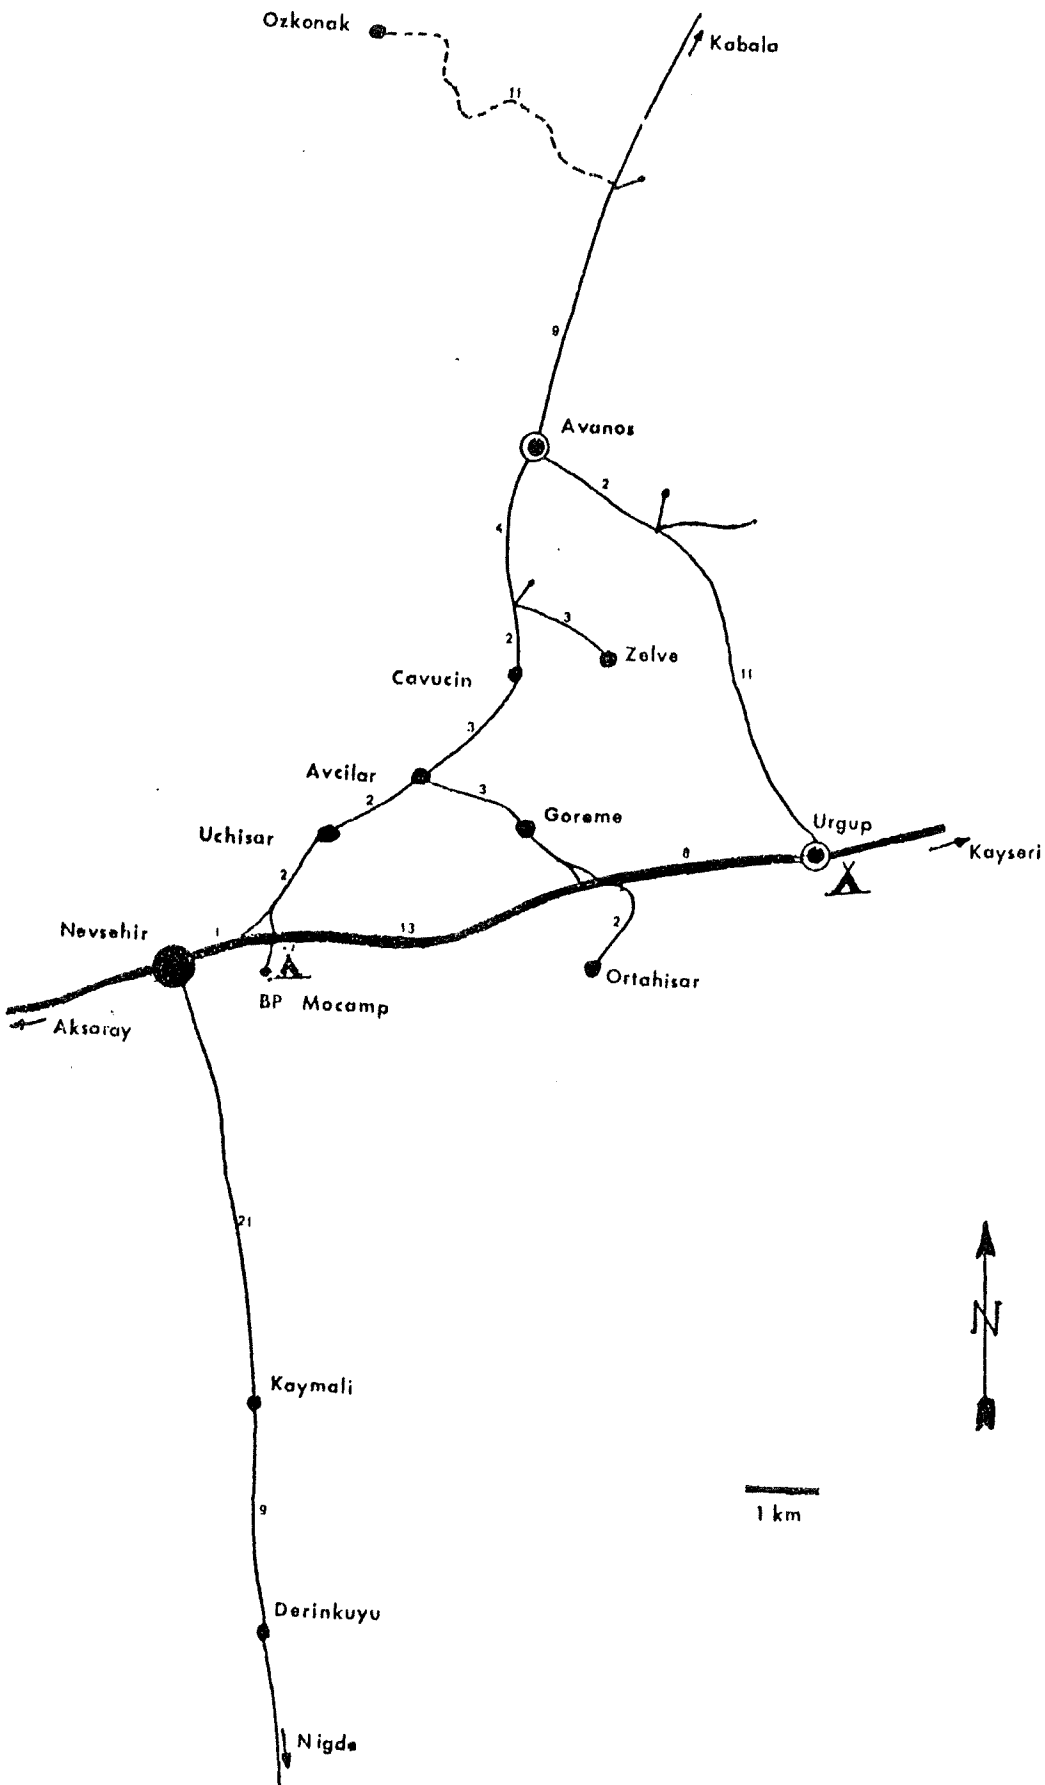 Ozkonak
Kabala
11
9
Avanos
2
4
3
2
Zelve
Cavucin
11
3
Avcilar
3
2
Goreme
Urgup
Uchisar
8
Kayseri
2
Nevsehir
1
13
2
Ortahisar
BP Mocamp
Aksaray
21
N
Kaymali
1 km
9
Derinkuyu
Nigde